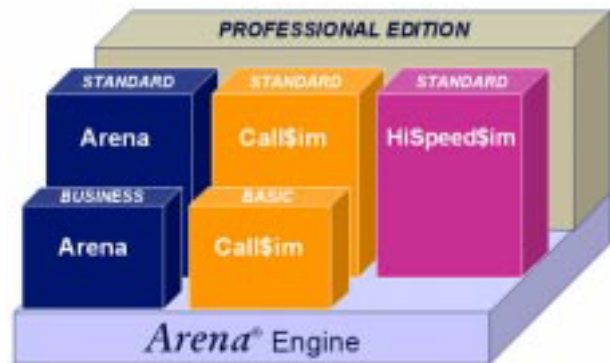 PROFESSIONAL EDITION
STANDARD STANDARD STANDARD
Arena Call$im HiSpeed$im
BUSINESS BASIC
Arena Call$im
Arena® Engine